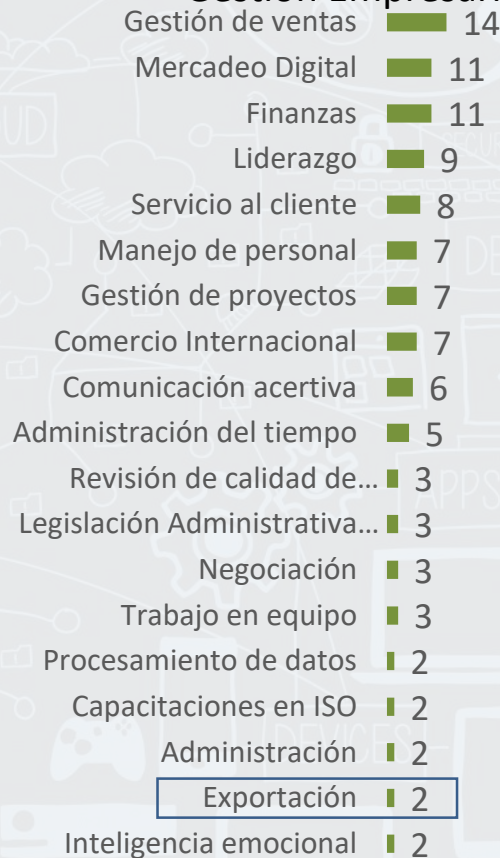 Gestión de ventas 14
Mercadeo Digital 11
Finanzas 11
Liderazgo 9
Servicio al cliente 8
Manejo de personal 7
Gestión de proyectos 7
Comercio Internacional 7
Comunicación acertiva 6
Administración del tiempo 5
Revisión de calidad de… 3
Legislación Administrativa… 3
Negociación 3
Trabajo en equipo 3
Procesamiento de datos 2
Capacitaciones en ISO 2
Administración 2
Exportación 2
Inteligencia emocional 2
APPS
DEVICES